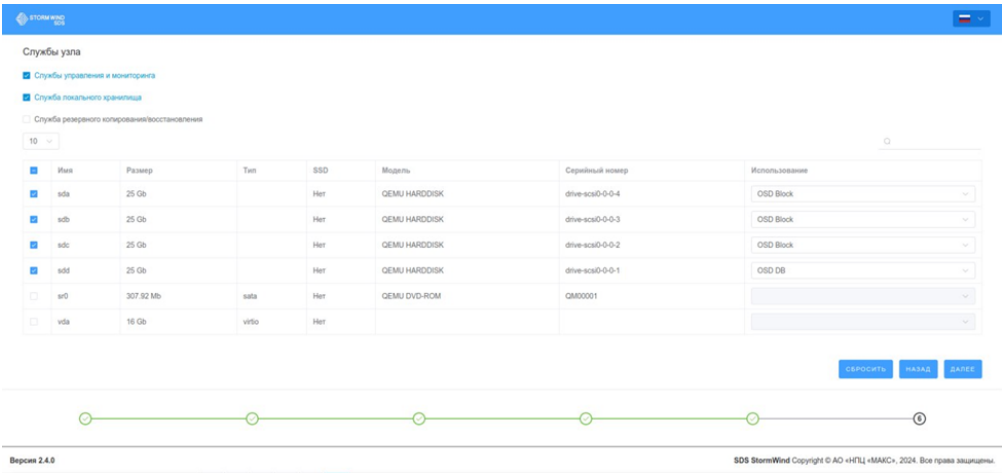 STORMWIND
SDS
Службы узла
Службы управления и мониторинга
Служба локального хранилища
Служба резервного копирования/восстановления
10
Имя Размер Тип SSD Модель Серийный номер Использование
sda 25 Gb Нет QEMU HARDDISK drive-scsi0-0-0-4 OSD Block
sdb 25 Gb Нет QEMU HARDDISK drive-scsi0-0-0-3 OSD Block
sdc 25 Gb Нет QEMU HARDDISK drive-scsi0-0-0-2 OSD Block
sdd 25 Gb Нет QEMU HARDDISK drive-scsi0-0-0-1 OSD DB
sr0 307.92 Mb sata Нет QEMU DVD-ROM QM00001
vda 16 Gb virtio Нет
СБРОСИТЬ НАЗАД ДАЛЕЕ
6
Версия 2.4.0 SDS StormWind Copyright © АО «НПЦ «МАКС», 2024. Все права защищены.